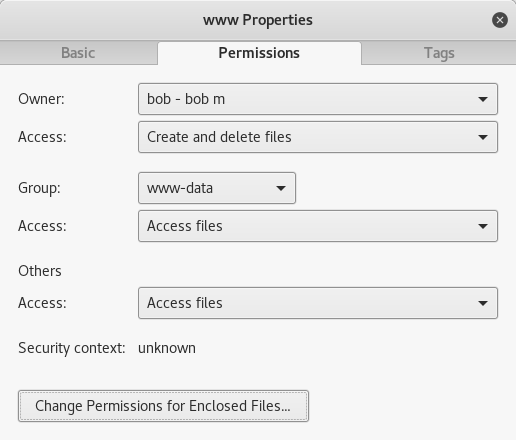 www Properties
Basic Permissions Tags
Owner: bob - bob m
Access: Create and delete files
Group: www-data
Access: Access files
Others
Access: Access files
Security context: unknown
Change Permissions for Enclosed Files...